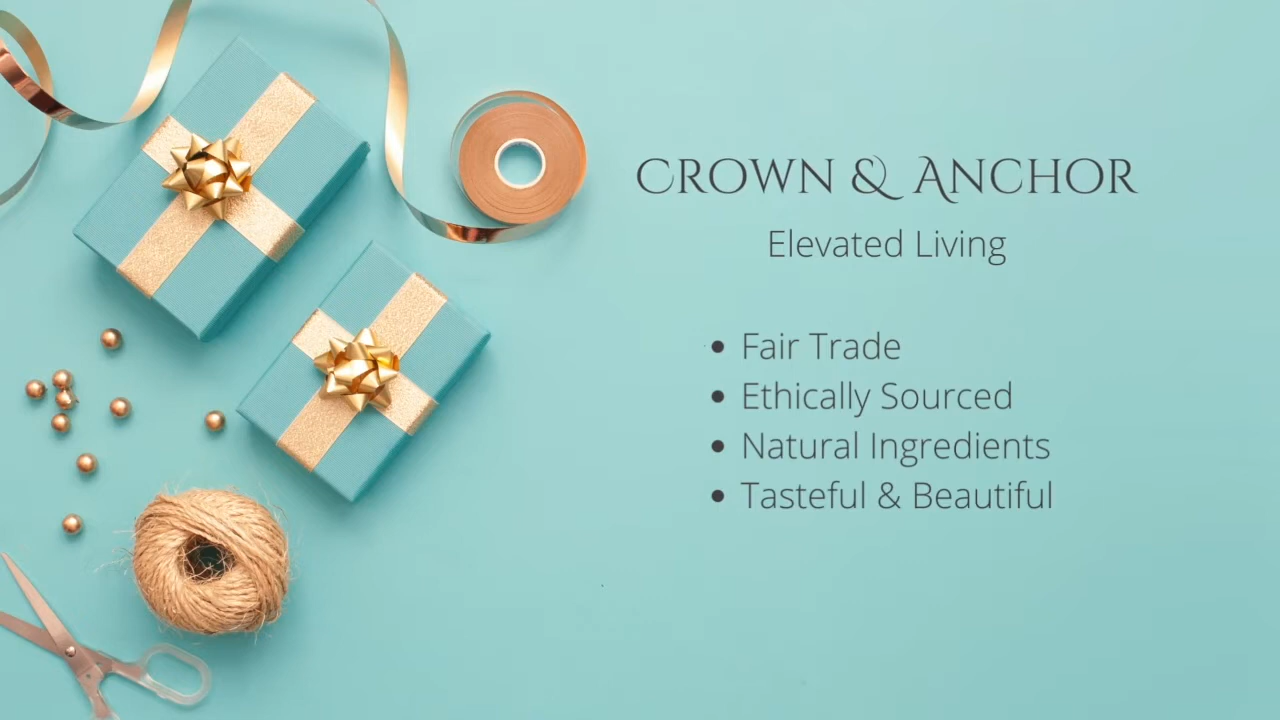 Crown & Anchor
Elevated Living
• Fair Trade
• Ethically Sourced
• Natural Ingredients
• Tasteful & Beautiful